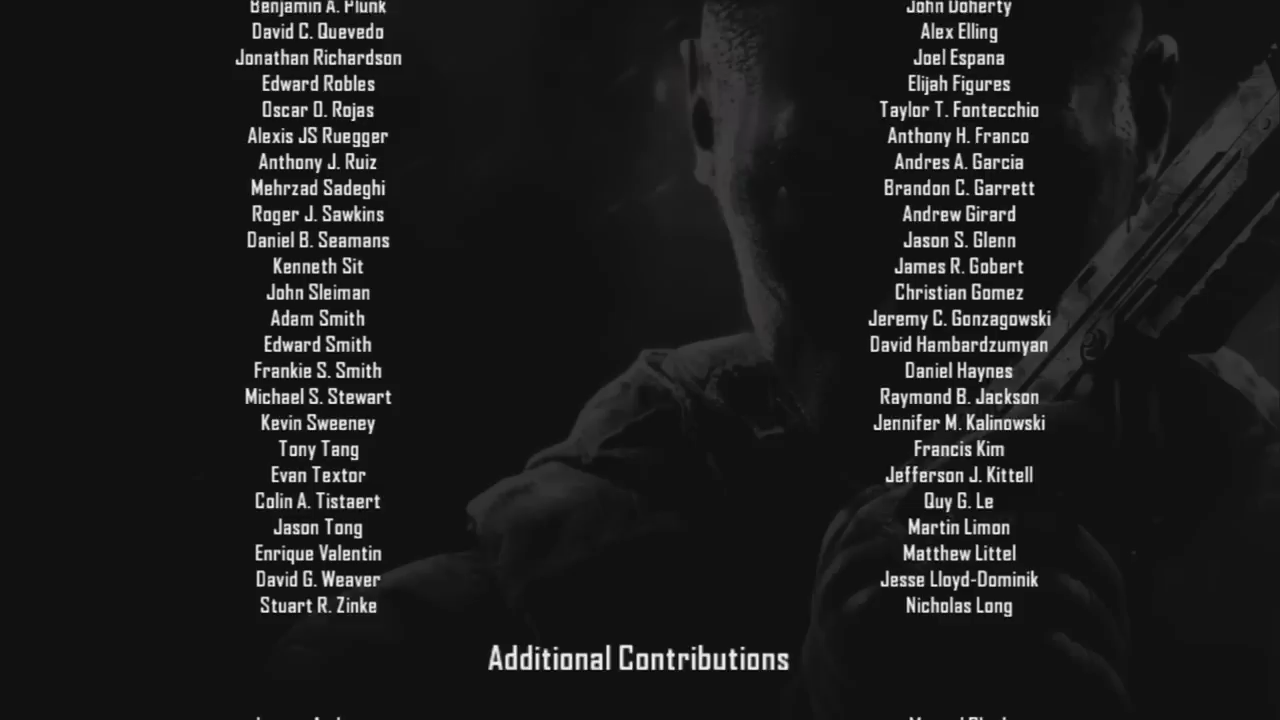 Benjamin A. Plunk
David C. Quevedo
Jonathan Richardson
Edward Robles
Oscar O. Rojas
Alexis JS Ruegger
Anthony J. Ruiz
Mehrzad Sadeghi
Roger J. Sawkins
Daniel B. Seamans
Kenneth Sit
John Sleiman
Adam Smith
Edward Smith
Frankie S. Smith
Michael S. Stewart
Kevin Sweeney
Tony Tang
Evan Textor
Colin A. Tistaert
Jason Tong
Enrique Valentin
David G. Weaver
Stuart R. Zinke
John Doherty
Alex Elling
Joel Espana
Elijah Figures
Taylor T. Fontecchio
Anthony H. Franco
Andres A. Garcia
Brandon C. Garrett
Andrew Girard
Jason S. Glenn
James R. Gobert
Christian Gomez
Jeremy C. Gonzagowski
David Hambardzumyan
Daniel Haynes
Raymond B. Jackson
Jennifer M. Kalinowski
Francis Kim
Jefferson J. Kittell
Quy G. Le
Martin Limon
Matthew Littel
Jesse Lloyd-Dominik
Nicholas Long
Additional Contributions